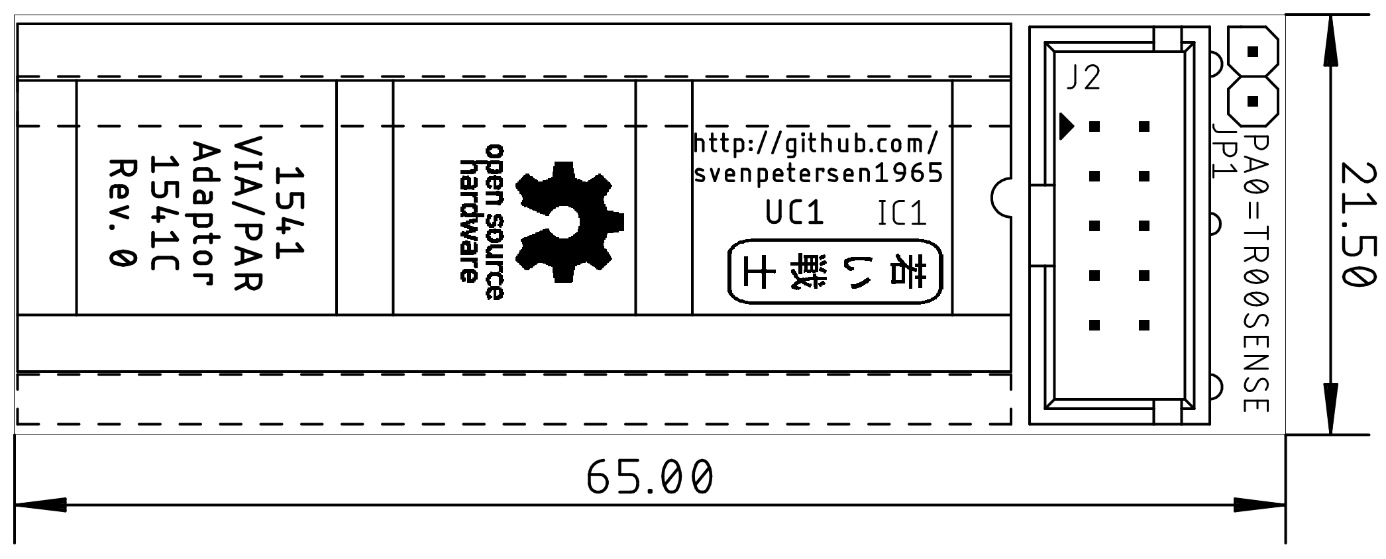 1541
VIA/PAR
Adaptor
1541C
Rev. 0
open source
hardware
http://github.com/
svenpetersen1965
UC1
IC1
若い戦士
J2
JP1
PA0=TR00SENSE
21.50
65.00